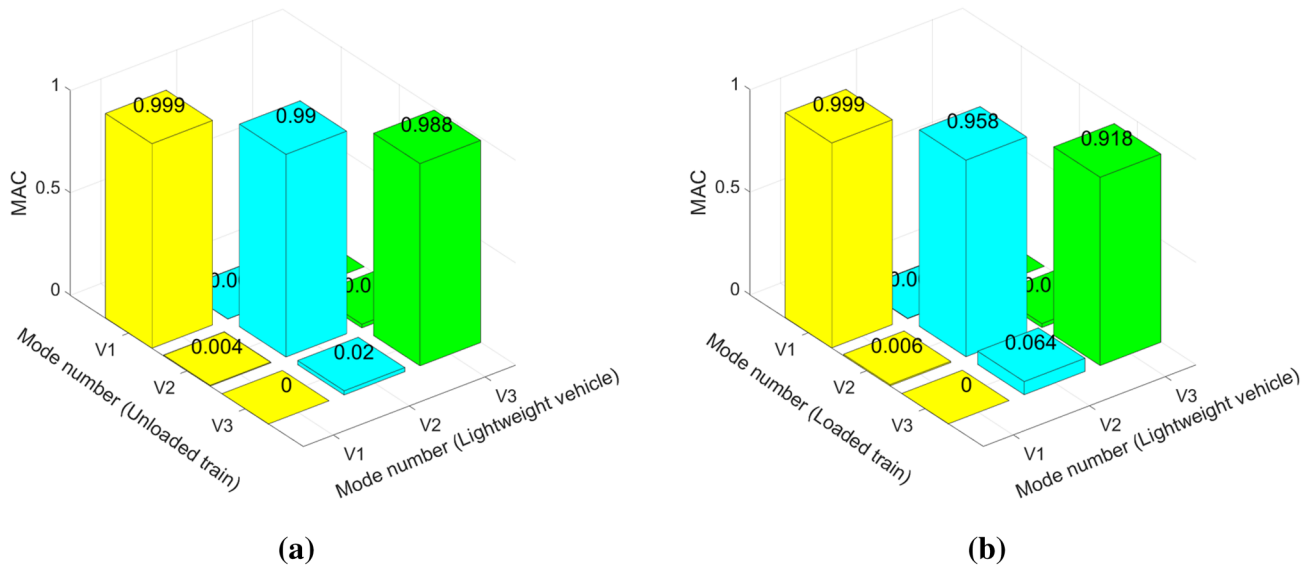 1
0.5
0
MAC
0.999
0.99
0.988
0.004
0.02
0
V1
V2
V3
V1
V2
V3
Mode number (Unloaded train)
Mode number (Lightweight vehicle)
(a)
1
0.5
0
MAC
0.999
0.958
0.918
0.006
0.064
0
V1
V2
V3
V1
V2
V3
Mode number (Loaded train)
Mode number (Lightweight vehicle)
(b)